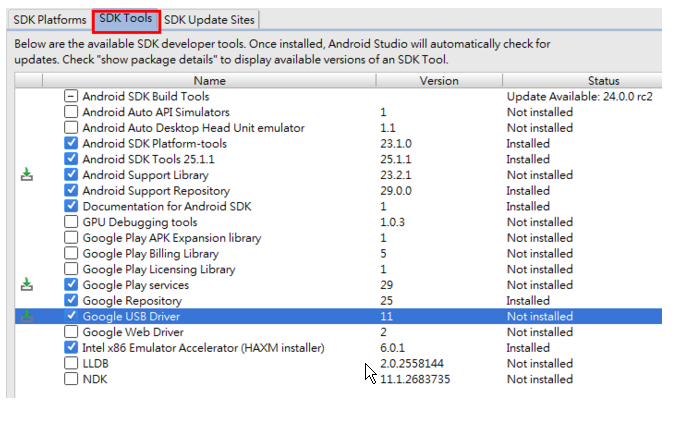 SDK Platforms SDK Tools SDK Update Sites
Below are the available SDK developer tools. Once installed, Android Studio will automatically check for
updates. Check "show package details" to display available versions of an SDK Tool.
Name Version Status
Android SDK Build Tools Update Available: 24.0.0 rc2
Android Auto API Simulators 1 Not installed
Android Auto Desktop Head Unit emulator 1.1 Not installed
Android SDK Platform-tools 23.1.0 Installed
Android SDK Tools 25.1.1 25.1.1 Installed
Android Support Library 23.2.1 Not installed
Android Support Repository 29.0.0 Installed
Documentation for Android SDK 1 Installed
GPU Debugging tools 1.0.3 Not installed
Google Play APK Expansion library 1 Not installed
Google Play Billing Library 5 Not installed
Google Play Licensing Library 1 Not installed
Google Play services 29 Not installed
Google Repository 25 Installed
Google USB Driver 11 Not installed
Google Web Driver 2 Not installed
Intel x86 Emulator Accelerator (HAXM installer) 6.0.1 Installed
LLDB 2.0.2558144 Not installed
NDK 11.1.2683735 Not installed